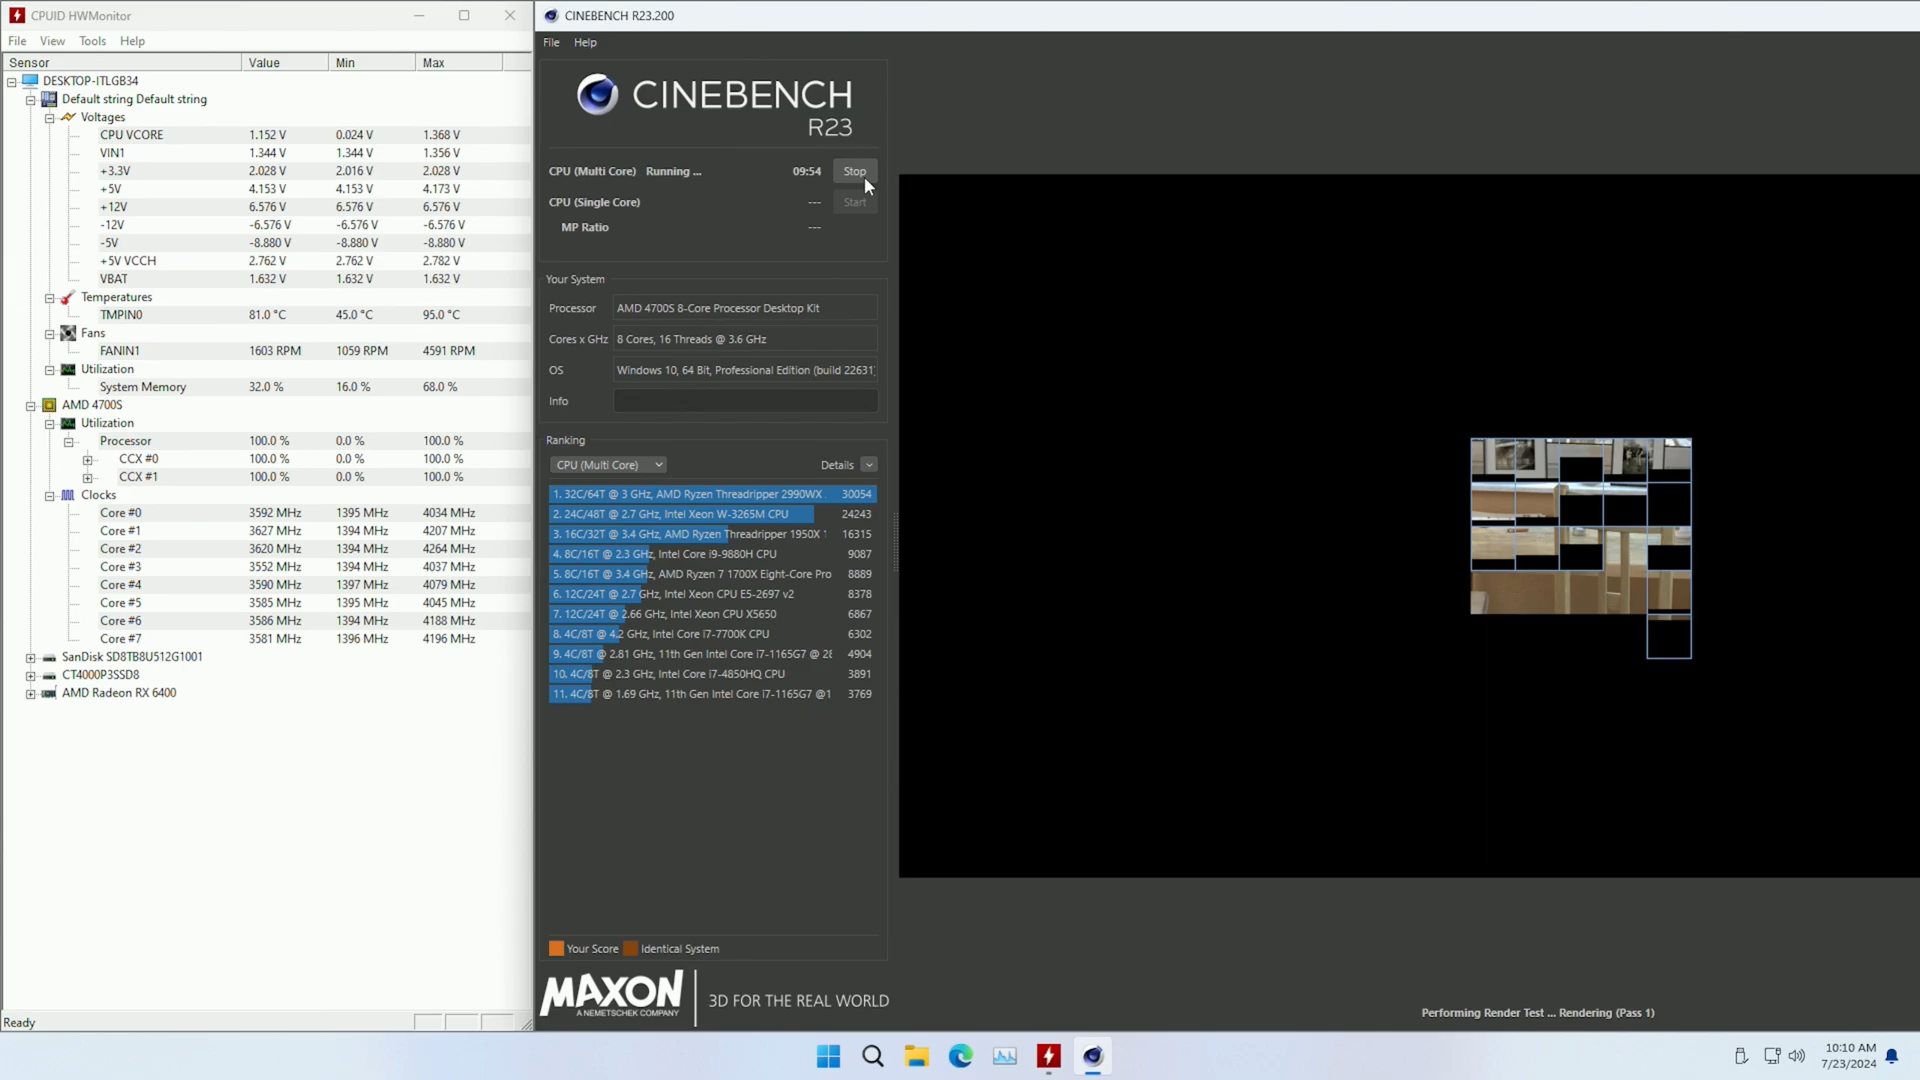 CPUID HWMonitor
File View Tools Help
Sensor Value Min Max
DESKTOP-ITLGB34
Default string Default string
Voltages
CPU VCORE 1.152 V 0.024 V 1.368 V
VIN1 1.344 V 1.344 V 1.356 V
+3.3V 2.028 V 2.016 V 2.028 V
+5V 4.153 V 4.153 V 4.173 V
+12V 6.576 V 6.576 V 6.576 V
-12V -6.576 V -6.576 V -6.576 V
-5V -8.880 V -8.880 V -8.880 V
+5V VCCH 2.762 V 2.762 V 2.782 V
VBAT 1.632 V 1.632 V 1.632 V
Temperatures
TMPIN0 81.0 °C 45.0 °C 95.0 °C
Fans
FANIN1 1603 RPM 1059 RPM 4591 RPM
Utilization
System Memory 32.0 % 16.0 % 68.0 %
AMD 4700S
Utilization
Processor 100.0 % 0.0 % 100.0 %
CCX #0 100.0 % 0.0 % 100.0 %
CCX #1 100.0 % 0.0 % 100.0 %
Clocks
Core #0 3592 MHz 1395 MHz 4034 MHz
Core #1 3627 MHz 1394 MHz 4207 MHz
Core #2 3620 MHz 1394 MHz 4264 MHz
Core #3 3552 MHz 1394 MHz 4037 MHz
Core #4 3590 MHz 1397 MHz 4079 MHz
Core #5 3585 MHz 1395 MHz 4045 MHz
Core #6 3586 MHz 1394 MHz 4188 MHz
Core #7 3581 MHz 1396 MHz 4196 MHz
SanDisk SD8TB8U512G1001
CT4000P3SSD8
AMD Radeon RX 6400
Ready
CINEBENCH R23.200
File Help
CINEBENCH
R23
CPU (Multi Core) Running ... 09:54 Stop
CPU (Single Core) --- Start
MP Ratio ---
Your System
Processor AMD 4700S 8-Core Processor Desktop Kit
Cores x GHz 8 Cores, 16 Threads @ 3.6 GHz
OS Windows 10, 64 Bit, Professional Edition (build 22631)
Info
Ranking
CPU (Multi Core) Details
1. 32C/64T @ 3 GHz, AMD Ryzen Threadripper 2990WX 30054
2. 24C/48T @ 2.7 GHz, Intel Xeon W-3265M CPU 24243
3. 16C/32T @ 3.4 GHz, AMD Ryzen Threadripper 1950X 1 16315
4. 8C/16T @ 2.3 GHz, Intel Core i9-9880H CPU 9087
5. 8C/16T @ 3.4 GHz, AMD Ryzen 7 1700X Eight-Core Pro 8889
6. 12C/24T @ 2.7 GHz, Intel Xeon CPU E5-2697 v2 8378
7. 12C/24T @ 2.66 GHz, Intel Xeon CPU X5650 6867
8. 4C/8T @ 4.2 GHz, Intel Core i7-7700K CPU 6302
9. 4C/8T @ 2.81 GHz, 11th Gen Intel Core i7-1165G7 @ 28 4904
10. 4C/8T @ 2.3 GHz, Intel Core i7-4850HQ CPU 3891
11. 4C/8T @ 1.69 GHz, 11th Gen Intel Core i7-1165G7 @1 3769
Your Score Identical System
MAXON
A NEMETSCHEK COMPANY
3D FOR THE REAL WORLD
Performing Render Test ... Rendering (Pass 1)
10:10 AM
7/23/2024